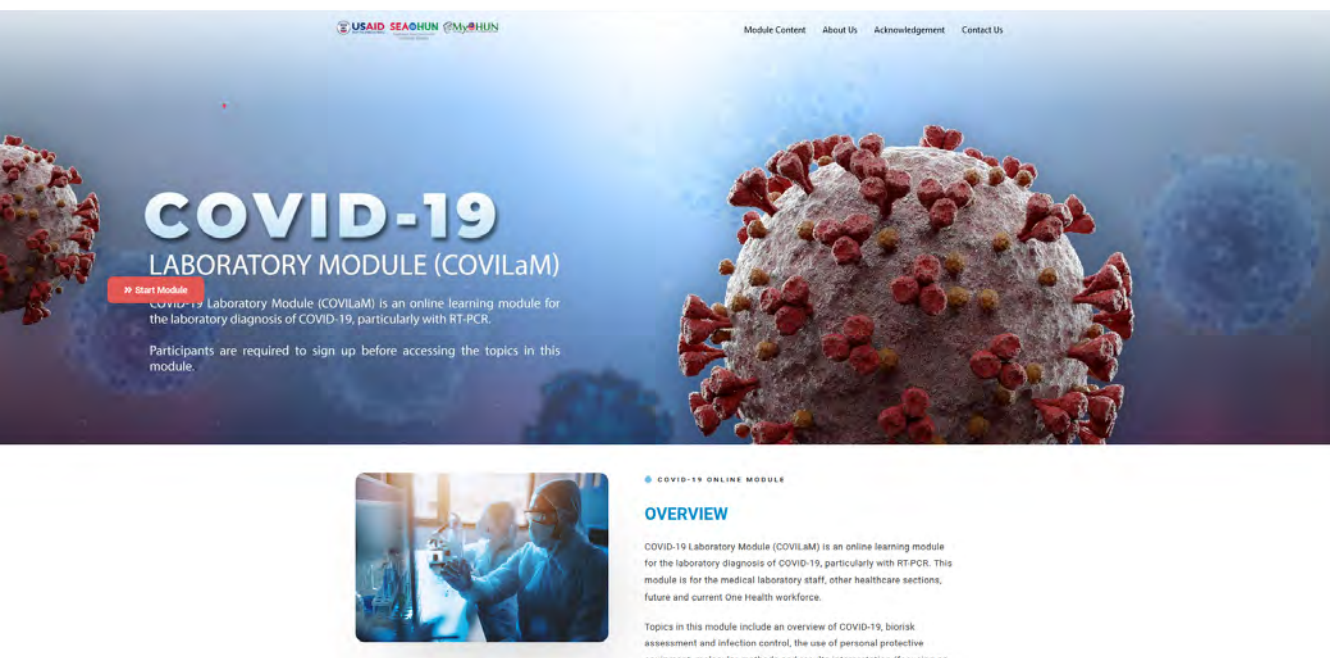 USAID SEAOHUN MyOHUN
Module Content About Us Acknowledgement Contact Us
COVID-19
LABORATORY MODULE (COVILaM)
Start Module
COVID-19 Laboratory Module (COVILaM) is an online learning module for
the laboratory diagnosis of COVID-19, particularly with RT-PCR.
Participants are required to sign up before accessing the topics in this
module.
COVID-19 ONLINE MODULE
OVERVIEW
COVID-19 Laboratory Module (COVILaM) is an online learning module
for the laboratory diagnosis of COVID-19, particularly with RT-PCR. This
module is for the medical laboratory staff, other healthcare sections,
future and current One Health workforce.
Topics in this module include an overview of COVID-19, biorisk
assessment and infection control, the use of personal protective